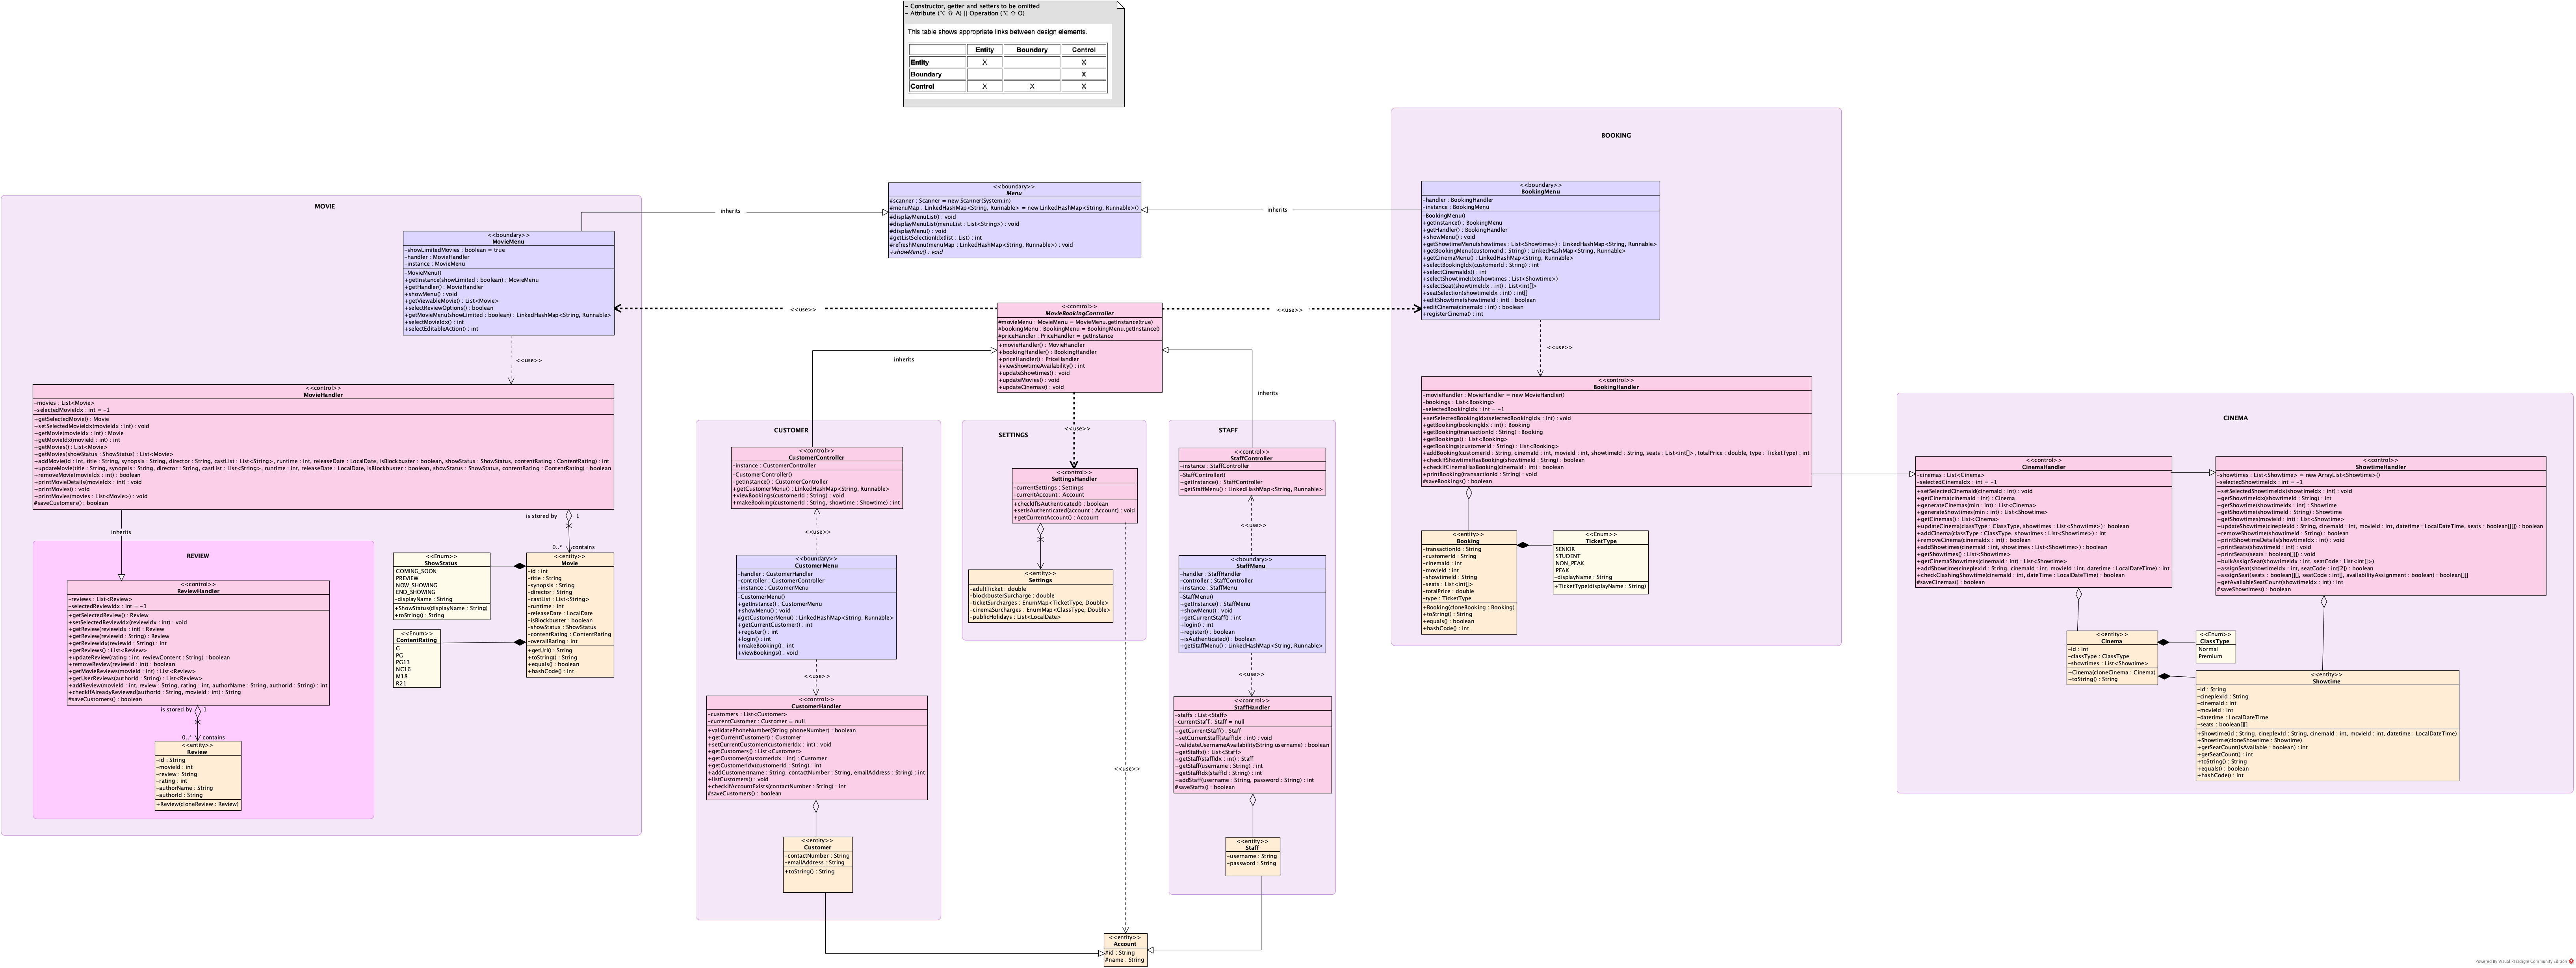 - Constructor, getter and setters to be omitted
- Attribute (⌥ ⇧ A) || Operation (⌥ ⇧ O)
This table shows appropriate links between design elements.
Entity Boundary Control
Entity X X
Boundary X
Control X X X
MOVIE
<<boundary>>
MovieMenu
-showLimitedMovies : boolean = true
-handler : MovieHandler
-instance : MovieMenu
-MovieMenu()
+getInstance(showLimited : boolean) : MovieMenu
+getHandler() : MovieHandler
+showMenu() : void
+getViewableMovie() : List<Movie>
+selectReviewOptions() : boolean
+getMovieMenu(showLimited : boolean) : LinkedHashMap<String, Runnable>
+selectMovieIdx() : int
+selectEditableAction() : int
<<use>>
<<control>>
MovieHandler
-movies : List<Movie>
-selectedMovieIdx : int = -1
+getSelectedMovie() : Movie
+setSelectedMovieIdx(movieIdx : int) : void
+getMovie(movieIdx : int) : Movie
+getMovieIdx(movieId : int) : int
+getMovies() : List<Movie>
+getMovies(showStatus : ShowStatus) : List<Movie>
+addMovie(id : int, title : String, synopsis : String, director : String, castList : List<String>, runtime : int, releaseDate : LocalDate, isBlockbuster : boolean, showStatus : ShowStatus, contentRating : ContentRating) : int
+updateMovie(title : String, synopsis : String, director : String, castList : List<String>, runtime : int, releaseDate : LocalDate, isBlockbuster : boolean, showStatus : ShowStatus, contentRating : ContentRating) : boolean
+removeMovie(movieIdx : int) : boolean
+printMovieDetails(movieIdx : int) : void
+printMovies() : void
+printMovies(movies : List<Movie>) : void
#saveCustomers() : boolean
inherits
is stored by 1
0..* contains
REVIEW
<<control>>
ReviewHandler
-reviews : List<Review>
-selectedReviewIdx : int = -1
+getSelectedReview() : Review
+setSelectedReviewIdx(reviewIdx : int) : void
+getReview(reviewIdx : int) : Review
+getReview(reviewId : String) : Review
+getReviewIdx(reviewId : String) : int
+getReviews() : List<Review>
+updateReview(rating : int, reviewContent : String) : boolean
+removeReview(reviewId : int) : boolean
+getMovieReviews(movieId : int) : List<Review>
+getUserReviews(authorId : String) : List<Review>
+addReview(movieId : int, review : String, rating : int, authorName : String, authorId : String) : int
+checkIfAlreadyReviewed(authorId : String, movieId : int) : String
#saveCustomers() : boolean
is stored by 1
0..* contains
<<entity>>
Review
-id : String
-movieId : int
-review : String
-rating : int
-authorName : String
-authorId : String
+Review(cloneReview : Review)
<<Enum>>
ShowStatus
COMING_SOON
PREVIEW
NOW_SHOWING
END_SHOWING
-displayName : String
+ShowStatus(displayName : String)
+toString() : String
<<Enum>>
ContentRating
G
PG
PG13
NC16
M18
R21
<<entity>>
Movie
-id : int
-title : String
-synopsis : String
-director : String
-castList : List<String>
-runtime : int
-releaseDate : LocalDate
-isBlockbuster : boolean
-showStatus : ShowStatus
-contentRating : ContentRating
-overallRating : int
+getUrl() : String
+toString() : String
+equals() : boolean
+hashCode() : int
inherits
<<boundary>>
Menu
#scanner : Scanner = new Scanner(System.in)
#menuMap : LinkedHashMap<String, Runnable> = new LinkedHashMap<String, Runnable>()
#displayMenuList() : void
#displayMenuList(menuList : List<String>) : void
#displayMenu() : void
#getListSelectionIdx(list : List) : int
#refreshMenu(menuMap : LinkedHashMap<String, Runnable>) : void
+showMenu() : void
inherits
<<use>>
<<control>>
MovieBookingController
#movieMenu : MovieMenu = MovieMenu.getInstance(true)
#bookingMenu : BookingMenu = BookingMenu.getInstance()
#priceHandler : PriceHandler = getInstance
+movieHandler() : MovieHandler
+bookingHandler() : BookingHandler
+priceHandler() : PriceHandler
+viewShowtimeAvailability() : int
+updateShowtimes() : void
+updateMovies() : void
+updateCinemas() : void
<<use>>
inherits
inherits
<<use>>
CUSTOMER
<<control>>
CustomerController
-instance : CustomerController
-CustomerController()
-getInstance() : CustomerController
+getCustomerMenu() : LinkedHashMap<String, Runnable>
+viewBookings(customerId : String) : void
+makeBooking(customerId : String, showtime : Showtime) : int
<<use>>
<<boundary>>
CustomerMenu
-handler : CustomerHandler
-controller : CustomerController
-instance : CustomerMenu
-CustomerMenu()
+getInstance() : CustomerMenu
+showMenu() : void
#getCustomerMenu() : LinkedHashMap<String, Runnable>
+getCurrentCustomer() : int
+register() : int
+login() : int
+makeBooking() : int
+viewBookings() : void
<<use>>
<<control>>
CustomerHandler
-customers : List<Customer>
-currentCustomer : Customer = null
+validatePhoneNumber(String phoneNumber) : boolean
+getCurrentCustomer() : Customer
+setCurrentCustomer(customerIdx : int) : void
+getCustomers() : List<Customer>
+getCustomer(customerIdx : int) : Customer
+getCustomerIdx(customerId : String) : int
+addCustomer(name : String, contactNumber : String, emailAddress : String) : int
+listCustomers() : void
+checkIfAccountExists(contactNumber : String) : int
#saveCustomers() : boolean
<<entity>>
Customer
-contactNumber : String
-emailAddress : String
+toString() : String
SETTINGS
<<control>>
SettingsHandler
-currentSettings : Settings
-currentAccount : Account
+checkIfIsAuthenticated() : boolean
+setIsAuthenticated(account : Account) : void
+getCurrentAccount() : Account
<<entity>>
Settings
-adultTicket : double
-blockbusterSurcharge : double
-ticketSurcharges : EnumMap<TicketType, Double>
-cinemaSurcharges : EnumMap<ClassType, Double>
-publicHolidays : List<LocalDate>
<<use>>
STAFF
<<control>>
StaffController
-instance : StaffController
-StaffController()
+getInstance() : StaffController
+getStaffMenu() : LinkedHashMap<String, Runnable>
<<use>>
<<boundary>>
StaffMenu
-handler : StaffHandler
-controller : StaffController
-instance : StaffMenu
-StaffMenu()
+getInstance() : StaffMenu
+showMenu() : void
+getCurrentStaff() : int
+login() : int
+register() : boolean
+isAuthenticated() : boolean
+getStaffMenu() : LinkedHashMap<String, Runnable>
<<use>>
<<control>>
StaffHandler
-staffs : List<Staff>
-currentStaff : Staff = null
+getCurrentStaff() : Staff
+setCurrentStaff(staffIdx : int) : void
+validateUsernameAvailability(String username) : boolean
+getStaffs() : List<Staff>
+getStaff(staffIdx : int) : Staff
+getStaff(username : String) : int
+getStaffIdx(staffId : String) : int
+addStaff(username : String, password : String) : int
#saveStaffs() : boolean
<<entity>>
Staff
-username : String
-password : String
<<entity>>
Account
#id : String
#name : String
BOOKING
<<boundary>>
BookingMenu
-handler : BookingHandler
-instance : BookingMenu
-BookingMenu()
+getInstance() : BookingMenu
+getHandler() : BookingHandler
+showMenu() : void
+getShowtimeMenu(showtimes : List<Showtime>) : LinkedHashMap<String, Runnable>
+getBookingMenu(customerId : String) : LinkedHashMap<String, Runnable>
+getCinemaMenu() : LinkedHashMap<String, Runnable>
+selectBookingIdx(customerId : String) : int
+selectCinemaIdx() : int
+selectShowtimeIdx(showtimes : List<Showtime>)
+selectSeat(showtimeIdx : int) : List<int[]>
+seatSelection(showtimeIdx : int) : int[]
+editShowtime(showtimeId : int) : boolean
+editCinema(cinemaId : int) : boolean
+registerCinema() : int
<<use>>
<<control>>
BookingHandler
-movieHandler : MovieHandler = new MovieHandler()
-bookings : List<Booking>
-selectedBookingIdx : int = -1
+setSelectedBookingIdx(selectedBookingIdx : int) : void
+getBooking(bookingIdx : int) : Booking
+getBooking(transactionId : String) : Booking
+getBookings() : List<Booking>
+getBookings(customerId : String) : List<Booking>
+addBooking(customerId : String, cinemaId : int, movieId : int, showtimeId : String, seats : List<int[]>, totalPrice : double, type : TicketType) : int
+checkIfShowtimeHasBooking(showtimeId : String) : boolean
+checkIfCinemaHasBooking(cinemaId : int) : boolean
+printBooking(transactionId : String) : void
#saveBookings() : boolean
<<entity>>
Booking
-transactionId : String
-customerId : String
-cinemaId : int
-movieId : int
-showtimeId : String
-seats : List<int[]>
-totalPrice : double
-type : TicketType
+Booking(cloneBooking : Booking)
+toString() : String
+equals() : boolean
+hashCode() : int
<<Enum>>
TicketType
SENIOR
STUDENT
NON_PEAK
PEAK
-displayName : String
+TicketType(displayName : String)
CINEMA
<<control>>
CinemaHandler
-cinemas : List<Cinema>
-selectedCinemaIdx : int = -1
+setSelectedCinemaId(cinemaId : int) : void
+getCinema(cinemaId : int) : Cinema
+generateCinemas(min : int) : List<Cinema>
+generateShowtimes(min : int) : List<Showtime>
+getCinemas() : List<Cinema>
+updateCinema(classType : ClassType, showtimes : List<Showtime>) : boolean
+addCinema(classType : ClassType, showtimes : List<Showtime>) : int
+removeCinema(cinemaIdx : int) : boolean
+addShowtimes(cinemaId : int, showtimes : List<Showtime>) : boolean
+getShowtimes() : List<Showtime>
+getCinemaShowtimes(cinemaId : int) : List<Showtime>
+addShowtime(cineplexId : String, cinemaId : int, movieId : int, datetime : LocalDateTime) : int
+checkClashingShowtime(cinemaId : int, dateTime : LocalDateTime) : boolean
#saveCinemas() : boolean
<<control>>
ShowtimeHandler
-showtimes : List<Showtime> = new ArrayList<Showtime>()
-selectedShowtimeIdx : int = -1
+setSelectedShowtimeIdx(showtimeIdx : int) : void
+getShowtimeIdx(showtimeId : String) : int
+getShowtime(showtimeIdx : int) : Showtime
+getShowtime(showtimeId : String) : Showtime
+getShowtimes(movieId : int) : List<Showtime>
+updateShowtime(cineplexId : String, cinemaId : int, movieId : int, datetime : LocalDateTime, seats : boolean[][]) : boolean
+removeShowtime(showtimeId : String) : boolean
+printShowtimeDetails(showtimeIdx : int) : void
+printSeats(showtimeId : int) : void
+printSeats(seats : boolean[][]) : void
+bulkAssignSeat(showtimeIdx : int, seatCode : List<int[]>)
+assignSeat(showtimeIdx : int, seatCode : int[2]) : boolean
+assignSeat(seats : boolean[][], seatCode : int[], availabilityAssignment : boolean) : boolean[][]
+getAvailableSeatCount(showtimeIdx : int) : int
#saveShowtimes() : boolean
<<entity>>
Cinema
-id : int
-classType : ClassType
-showtimes : List<Showtime>
+Cinema(cloneCinema : Cinema)
+toString() : String
<<Enum>>
ClassType
Normal
Premium
<<entity>>
Showtime
-id : String
-cineplexId : String
-cinemaId : int
-movieId : int
-datetime : LocalDateTime
-seats : boolean[][]
+Showtime(id : String, cineplexId : String, cinemaId : int, movieId : int, datetime : LocalDateTime)
+Showtime(cloneShowtime : Showtime)
+getSeatCount(isAvailable : boolean) : int
+getSeatCount() : int
+toString() : String
+equals() : boolean
+hashCode() : int
Powered By Visual Paradigm Community Edition